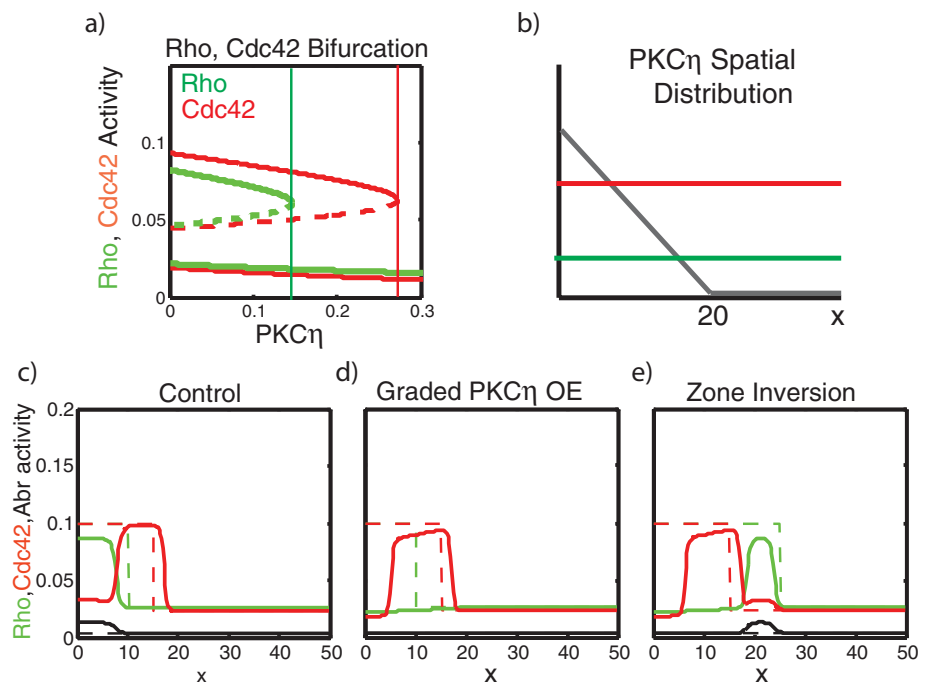 a)
Rho, Cdc42 Bifurcation
Rho
Cdc42
Rho, Cdc42 Activity
0.1
0.05
0
0
0.1
0.2
0.3
PKCη
b)
PKCη Spatial
Distribution
20
x
c)
Control
Rho,Cdc42,Abr activity
0.2
0.15
0.1
0.05
0
0
10
20
30
40
50
x
d)
Graded PKCη OE
0
10
20
30
40
50
x
e)
Zone Inversion
0
10
20
30
40
50
x